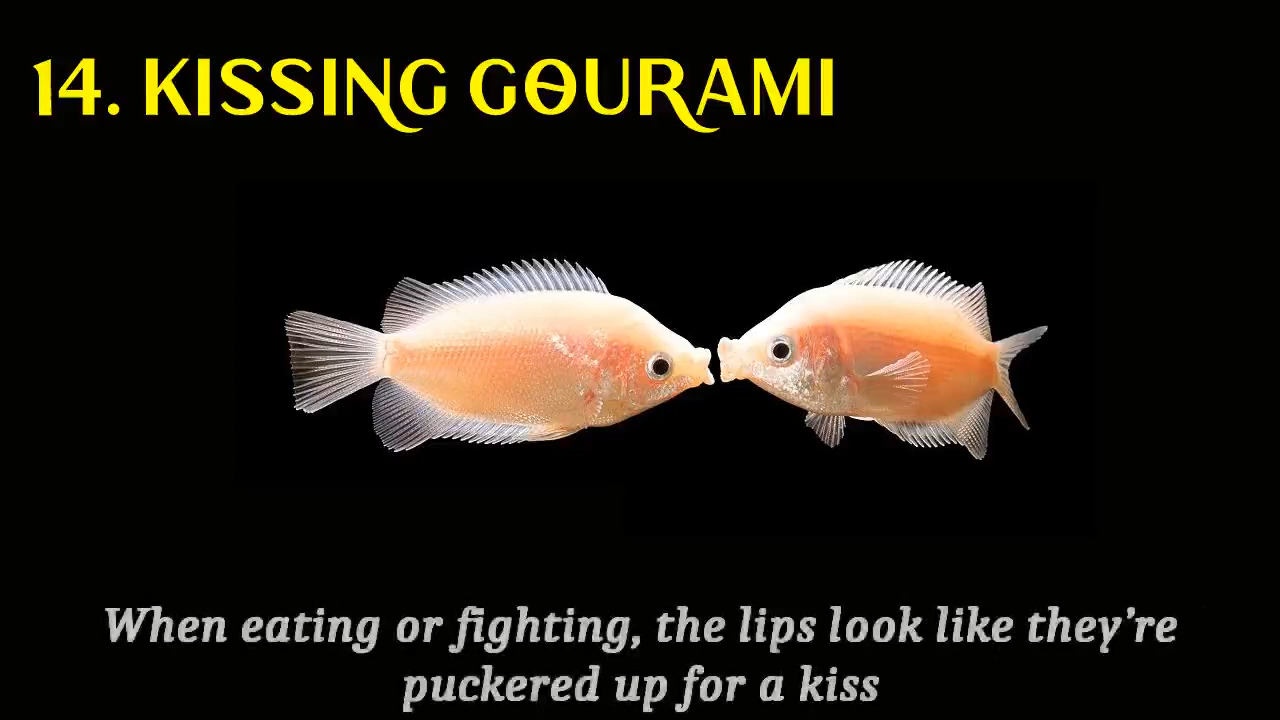 14. KISSING GOURAMI
When eating or fighting, the lips look like they’re
puckered up for a kiss